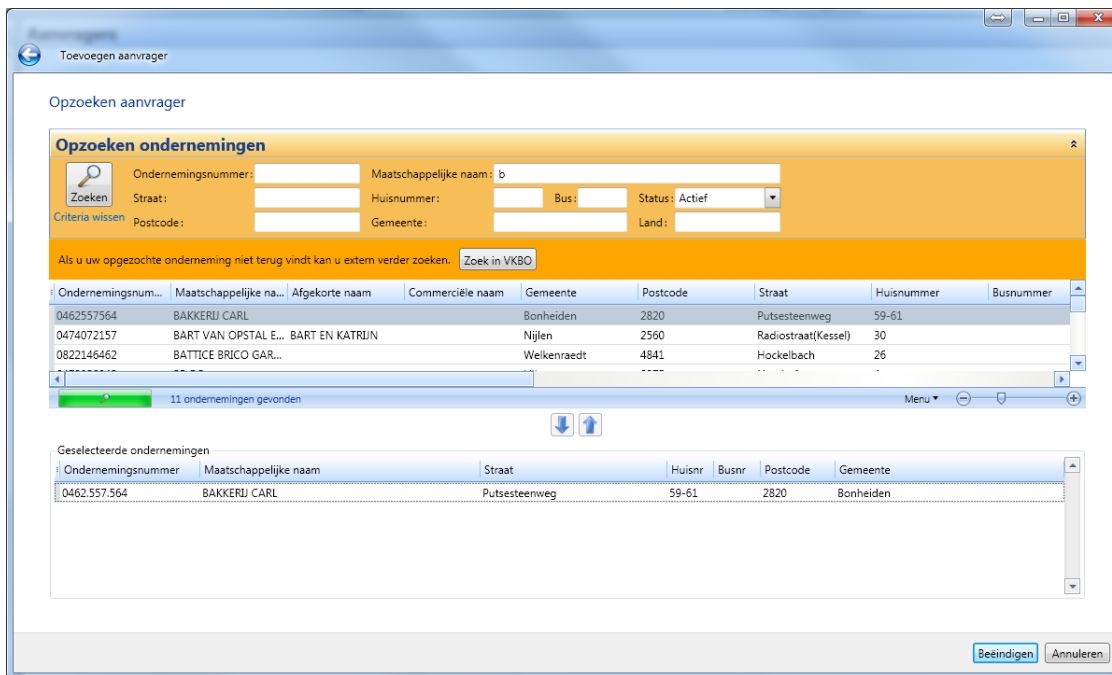 Aanvragers
Toevoegen aanvrager
Opzoeken aanvrager
Opzoeken ondernemingen
Zoeken
Criteria wissen
Ondernemingsnummer: Maatschappelijke naam: b
Straat: Huisnummer: Bus: Status: Actief
Postcode: Gemeente: Land:
Als u uw opgezochte onderneming niet terug vindt kan u extern verder zoeken. Zoek in VKBO
Ondernemingsnum... Maatschappelijke na... Afgekorte naam Commerciële naam Gemeente Postcode Straat Huisnummer Busnummer
0462557564 BAKKERIJ CARL Bonheiden 2820 Putsesteenweg 59-61
0474072157 BART VAN OPSTAL E... BART EN KATRIJN Nijlen 2560 Radiostraat(Kessel) 30
0822146462 BATTICE BRICO GAR... Welkenraedt 4841 Hockelbach 26
11 ondernemingen gevonden Menu
Geselecteerde ondernemingen
Ondernemingsnummer Maatschappelijke naam Straat Huisnr Busnr Postcode Gemeente
0462.557.564 BAKKERIJ CARL Putsesteenweg 59-61 2820 Bonheiden
Beëindigen Annuleren